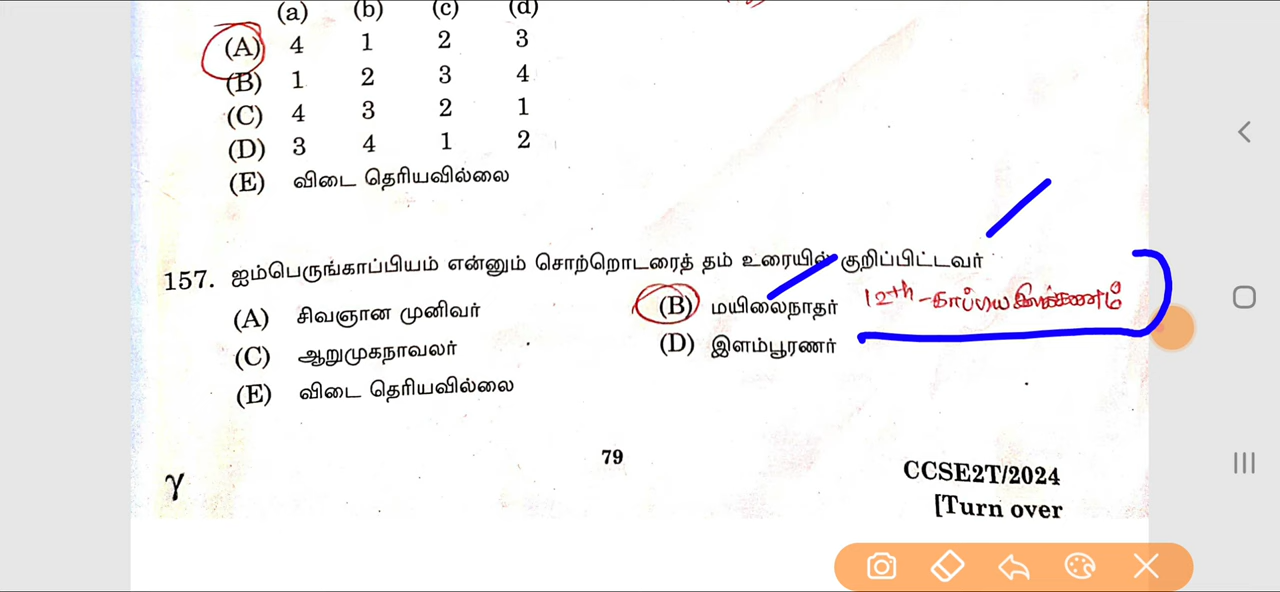 (a) (b) (c) (d)
(A) 4 1 2 3
(B) 1 2 3 4
(C) 4 3 2 1
(D) 3 4 1 2
(E) விடை தெரியவில்லை
157. ஐம்பெருங்காப்பியம் என்னும் சொற்றொடரைத் தம் உரையில் குறிப்பிட்டவர்
(A) சிவஞான முனிவர் (B) மயிலைநாதர் 12th - காப்பிய இலக்கணம்
(C) ஆறுமுகநாவலர் (D) இளம்பூரணர்
(E) விடை தெரியவில்லை
79
γ CCSE2T/2024
[Turn over